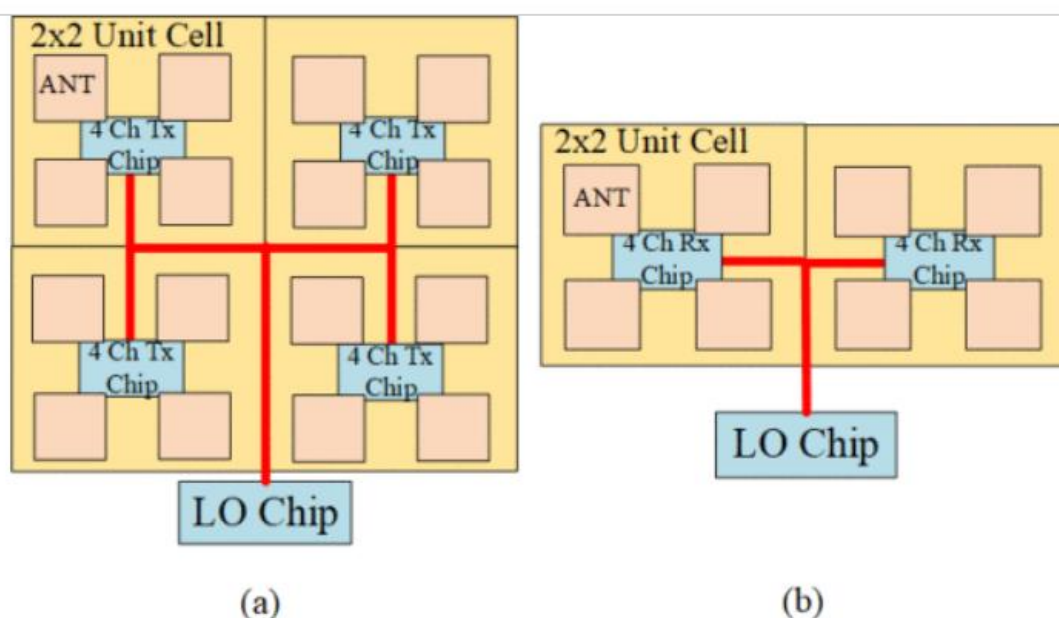 2x2 Unit Cell
ANT
4 Ch Tx
Chip
4 Ch Tx
Chip
4 Ch Tx
Chip
4 Ch Tx
Chip
LO Chip
(a)
2x2 Unit Cell
ANT
4 Ch Rx
Chip
4 Ch Rx
Chip
LO Chip
(b)